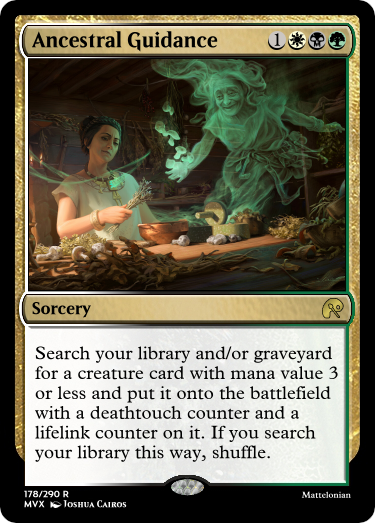 Ancestral Guidance 1
Sorcery
Search your library and/or graveyard
for a creature card with mana value 3
or less and put it onto the battlefield
with a deathtouch counter and a
lifelink counter on it. If you search
your library this way, shuffle.
178/290 R
MVX Joshua Cairos
Mattelonian